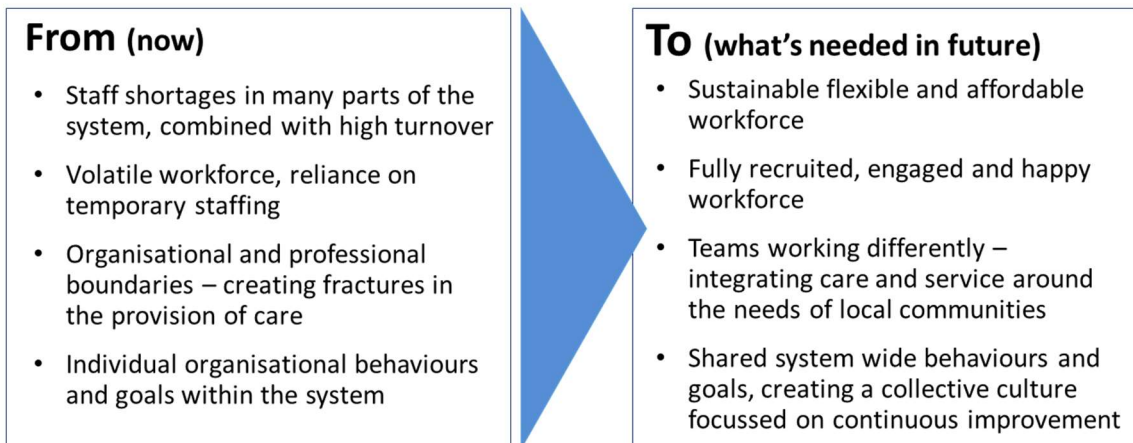 From (now)
• Staff shortages in many parts of the
system, combined with high turnover
• Volatile workforce, reliance on
temporary staffing
• Organisational and professional
boundaries – creating fractures in
the provision of care
• Individual organisational behaviours
and goals within the system
To (what's needed in future)
• Sustainable flexible and affordable
workforce
• Fully recruited, engaged and happy
workforce
• Teams working differently –
integrating care and service around
the needs of local communities
• Shared system wide behaviours and
goals, creating a collective culture
focussed on continuous improvement